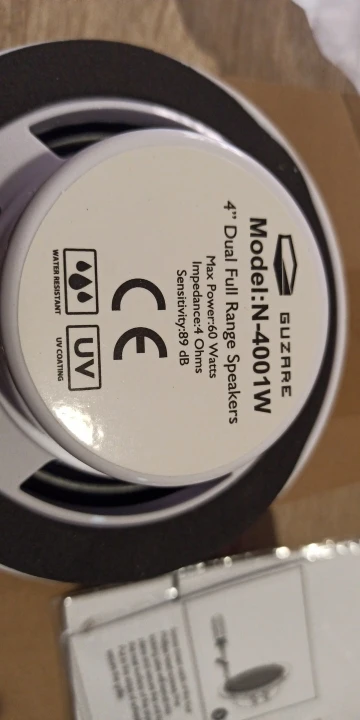 GUZARE
Model:N-4001W
4" Dual Full Range Speakers
Max Power:60 Watts
Impedance:4 Ohms
Sensitivity:89 dB
CE
WATER RESISTANT
UV
UV COATING